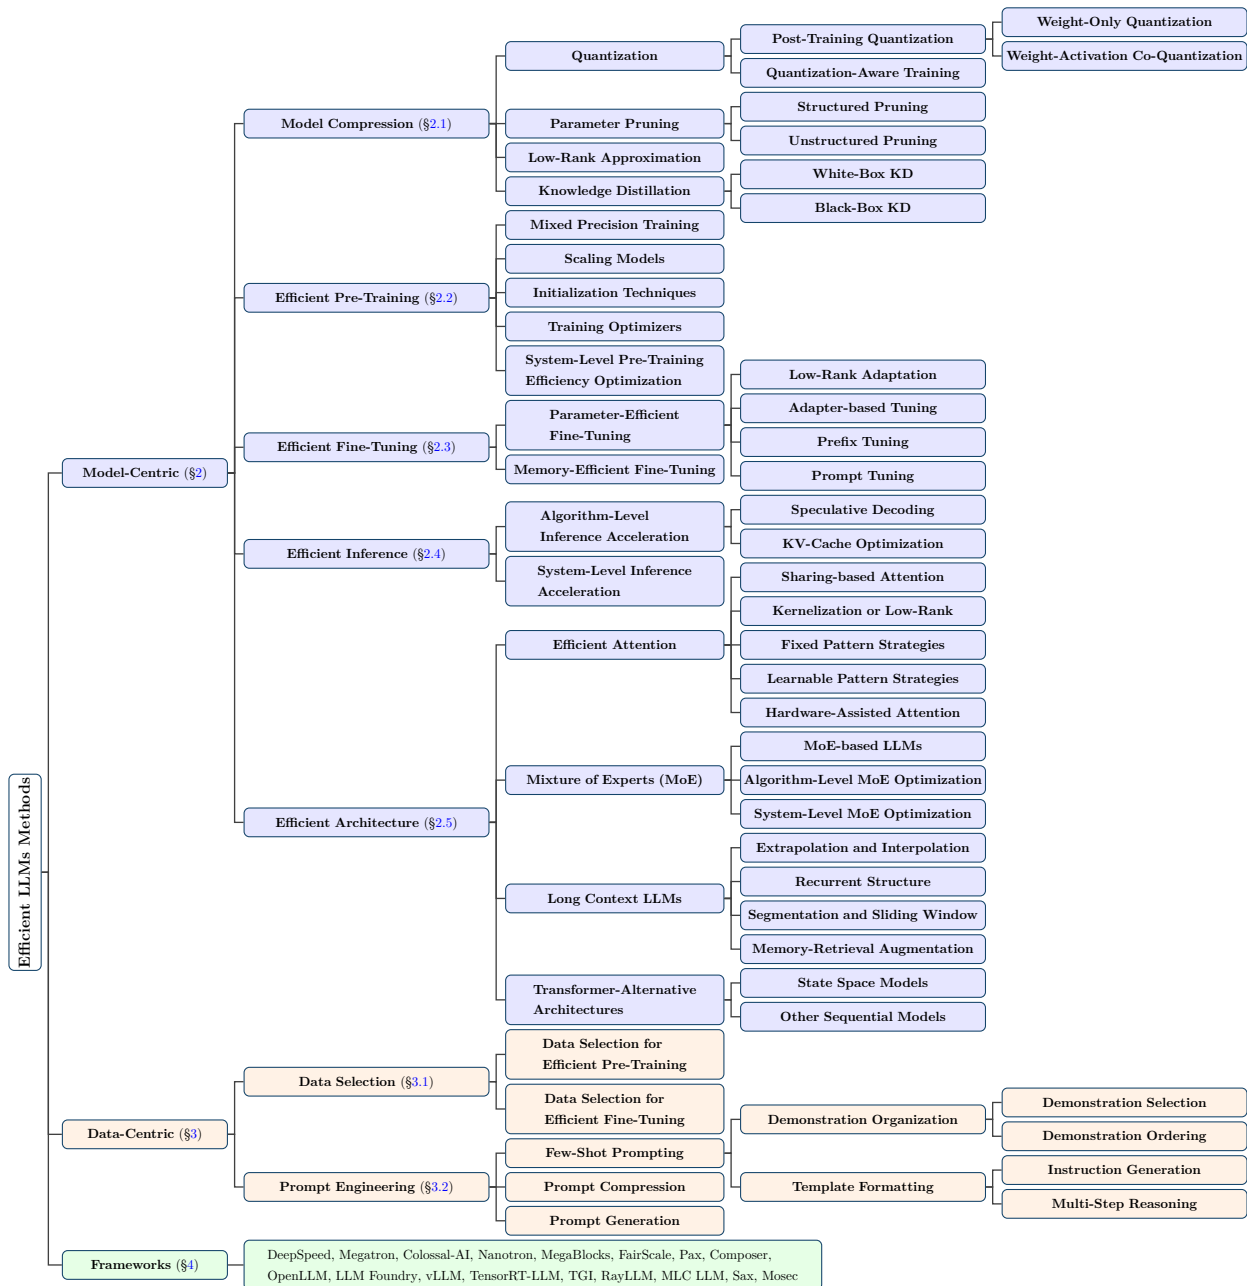 Efficient LLMs Methods
Model-Centric (§2)
Model Compression (§2.1)
Quantization
Post-Training Quantization
Weight-Only Quantization
Weight-Activation Co-Quantization
Quantization-Aware Training
Parameter Pruning
Structured Pruning
Unstructured Pruning
Low-Rank Approximation
Knowledge Distillation
White-Box KD
Black-Box KD
Efficient Pre-Training (§2.2)
Mixed Precision Training
Scaling Models
Initialization Techniques
Training Optimizers
System-Level Pre-Training
Efficiency Optimization
Efficient Fine-Tuning (§2.3)
Parameter-Efficient
Fine-Tuning
Low-Rank Adaptation
Adapter-based Tuning
Prefix Tuning
Prompt Tuning
Memory-Efficient Fine-Tuning
Efficient Inference (§2.4)
Algorithm-Level
Inference Acceleration
Speculative Decoding
KV-Cache Optimization
System-Level Inference
Acceleration
Efficient Architecture (§2.5)
Efficient Attention
Sharing-based Attention
Kernelization or Low-Rank
Fixed Pattern Strategies
Learnable Pattern Strategies
Hardware-Assisted Attention
Mixture of Experts (MoE)
MoE-based LLMs
Algorithm-Level MoE Optimization
System-Level MoE Optimization
Long Context LLMs
Extrapolation and Interpolation
Recurrent Structure
Segmentation and Sliding Window
Memory-Retrieval Augmentation
Transformer-Alternative
Architectures
State Space Models
Other Sequential Models
Data-Centric (§3)
Data Selection (§3.1)
Data Selection for
Efficient Pre-Training
Data Selection for
Efficient Fine-Tuning
Prompt Engineering (§3.2)
Few-Shot Prompting
Demonstration Organization
Demonstration Selection
Demonstration Ordering
Template Formatting
Instruction Generation
Multi-Step Reasoning
Prompt Compression
Prompt Generation
Frameworks (§4)
DeepSpeed, Megatron, Colossal-AI, Nanotron, MegaBlocks, FairScale, Pax, Composer,
OpenLLM, LLM Foundry, vLLM, TensorRT-LLM, TGI, RayLLM, MLC LLM, Sax, Mosec